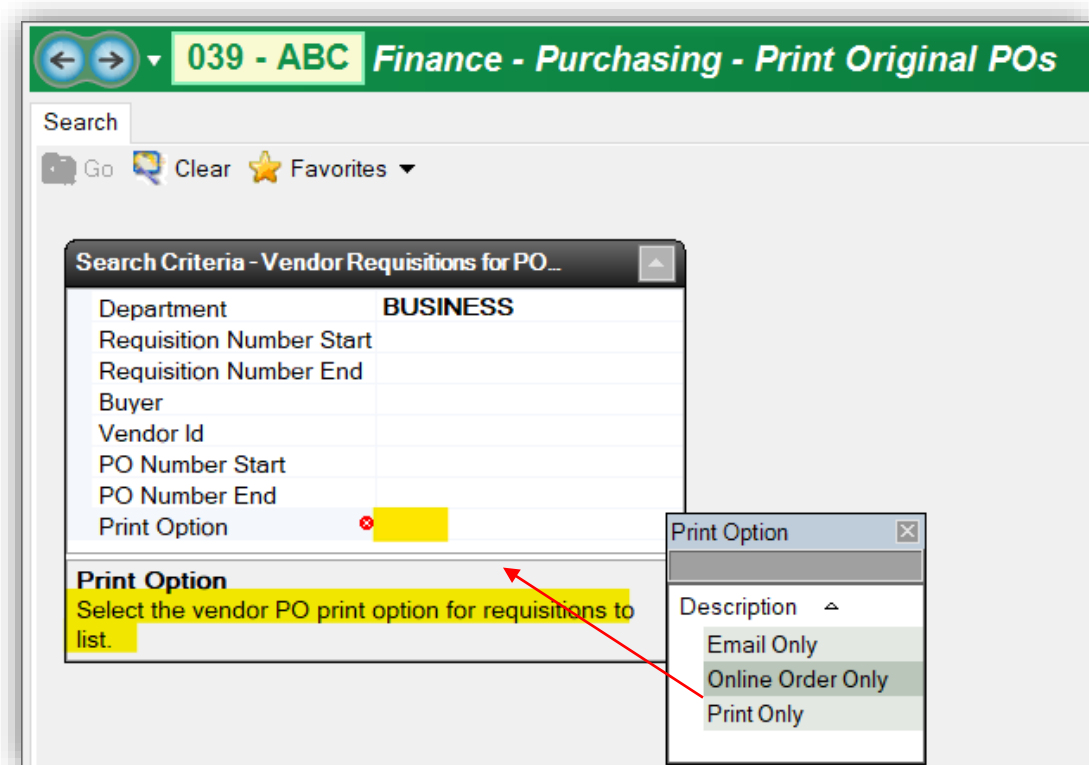 039 - ABC Finance - Purchasing - Print Original POs
Search
Go Clear Favorites
Search Criteria - Vendor Requisitions for PO...
Department BUSINESS
Requisition Number Start
Requisition Number End
Buyer
Vendor Id
PO Number Start
PO Number End
Print Option
Print Option
Select the vendor PO print option for requisitions to
list.
Print Option
Description
Email Only
Online Order Only
Print Only